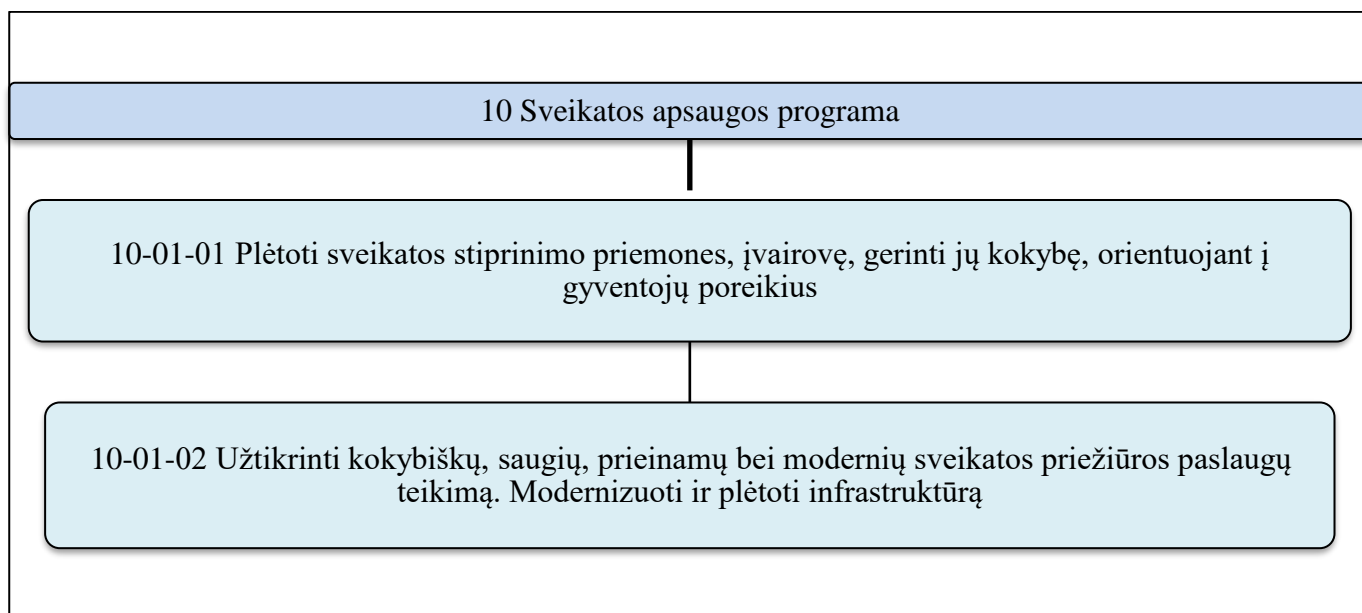 10 Sveikatos apsaugos programa
10-01-01 Plėtoti sveikatos stiprinimo priemones, įvairovę, gerinti jų kokybę, orientuojant į
gyventojų poreikius
10-01-02 Užtikrinti kokybiškų, saugių, prieinamų bei modernių sveikatos priežiūros paslaugų
teikimą. Modernizuoti ir plėtoti infrastruktūrą